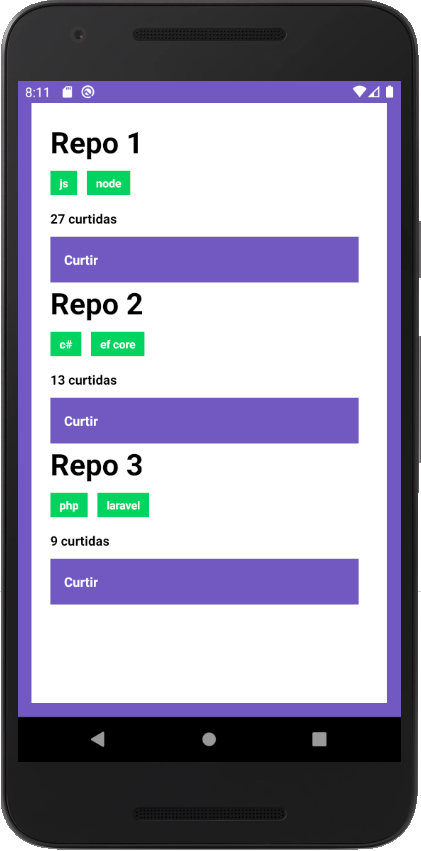 8:11
Repo 1
js node
27 curtidas
Curtir
Repo 2
c# ef core
13 curtidas
Curtir
Repo 3
php laravel
9 curtidas
Curtir